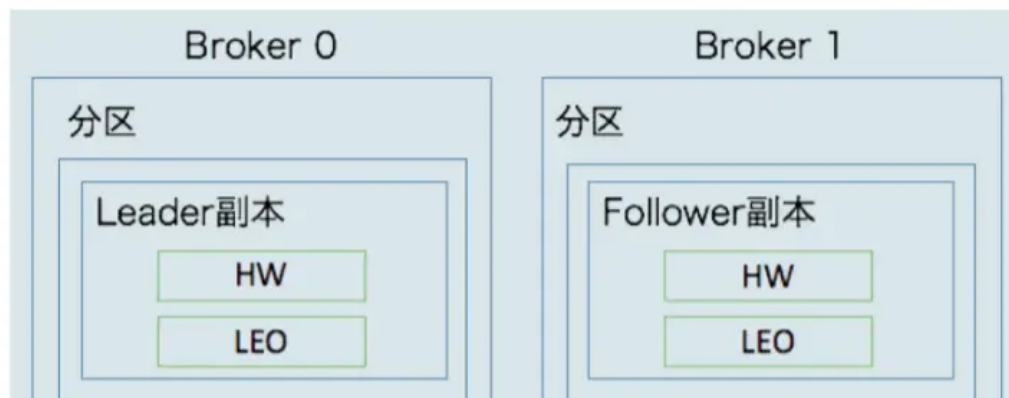 Broker 0
分区
Leader副本
HW
LEO
Broker 1
分区
Follower副本
HW
LEO